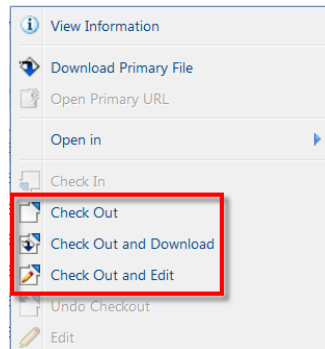 View Information
Download Primary File
Open Primary URL
Open in
Check In
Check Out
Check Out and Download
Check Out and Edit
Undo Checkout
Edit